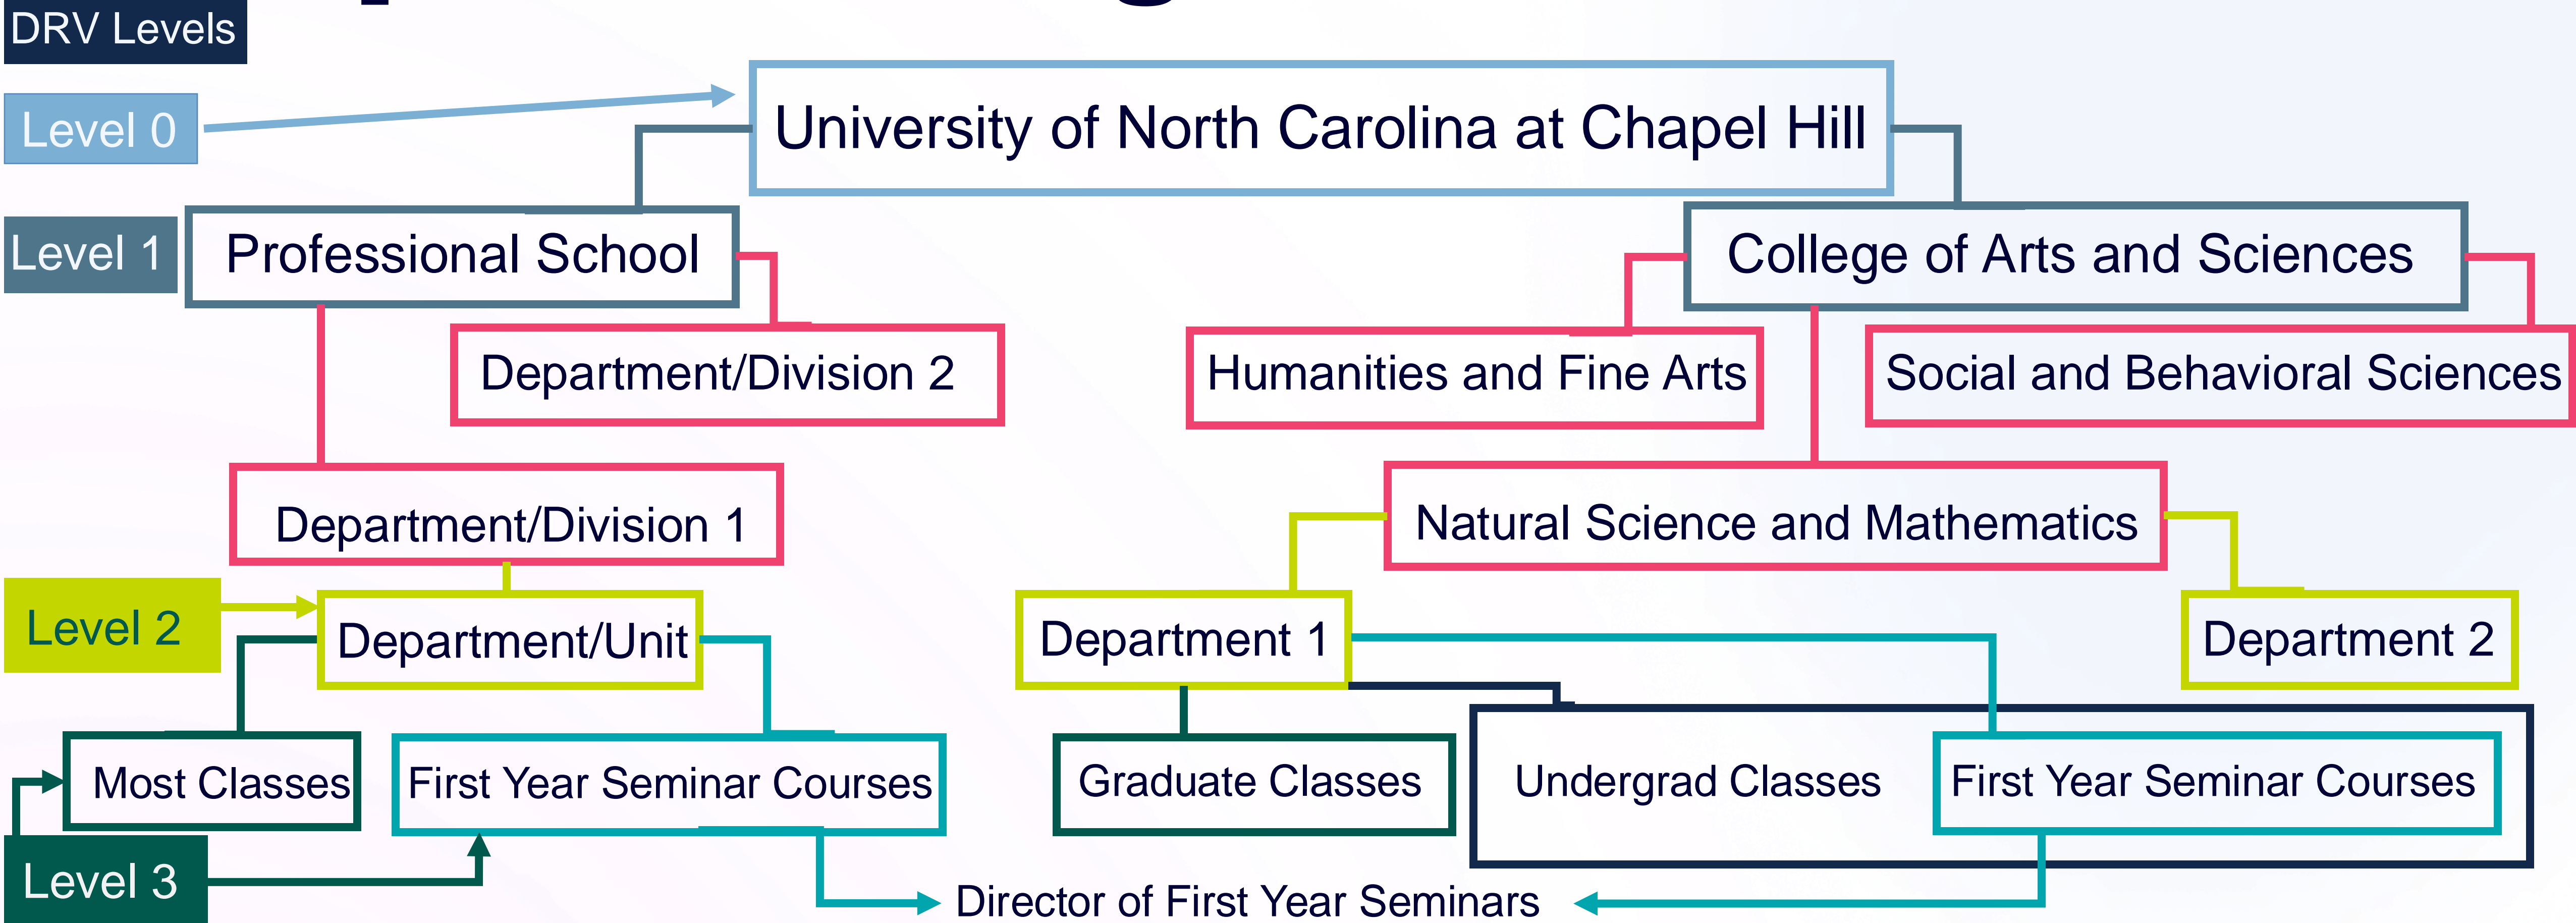 DRV Levels
Level 0
University of North Carolina at Chapel Hill
Level 1
Professional School
College of Arts and Sciences
Department/Division 2
Humanities and Fine Arts
Social and Behavioral Sciences
Department/Division 1
Natural Science and Mathematics
Level 2
Department/Unit
Department 1
Department 2
Most Classes
First Year Seminar Courses
Graduate Classes
Undergrad Classes
First Year Seminar Courses
Level 3
Director of First Year Seminars